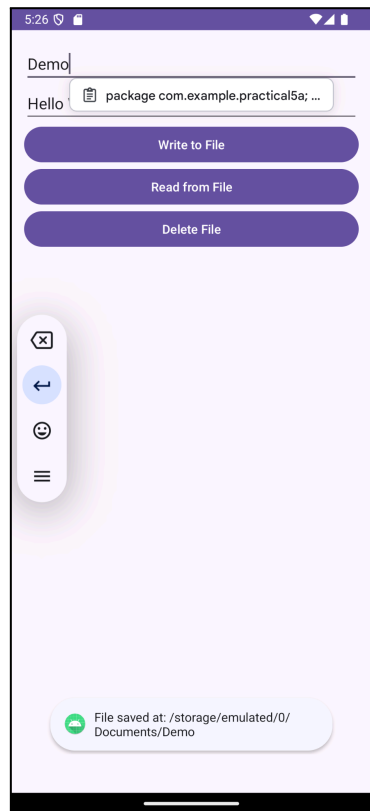 5:26
Demo
package com.example.practical5a; ...
Hello
Write to File
Read from File
Delete File
File saved at: /storage/emulated/0/
Documents/Demo